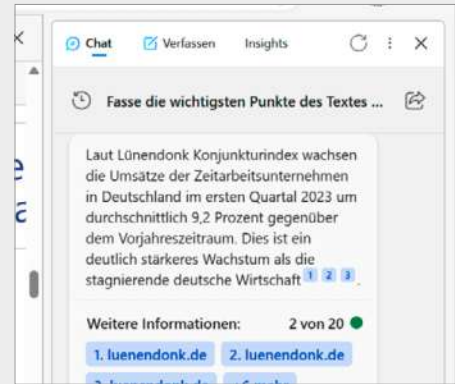 Chat Verfassen Insights
Fasse die wichtigsten Punkte des Textes ...
Laut Lünendonk Konjunkturindex wachsen
die Umsätze der Zeitarbeitsunternehmen
in Deutschland im ersten Quartal 2023 um
durchschnittlich 9,2 Prozent gegenüber
dem Vorjahreszeitraum. Dies ist ein
deutlich stärkeres Wachstum als die
stagnierende deutsche Wirtschaft 1 2 3 .
Weitere Informationen: 2 von 20
1. luenendonk.de 2. luenendonk.de